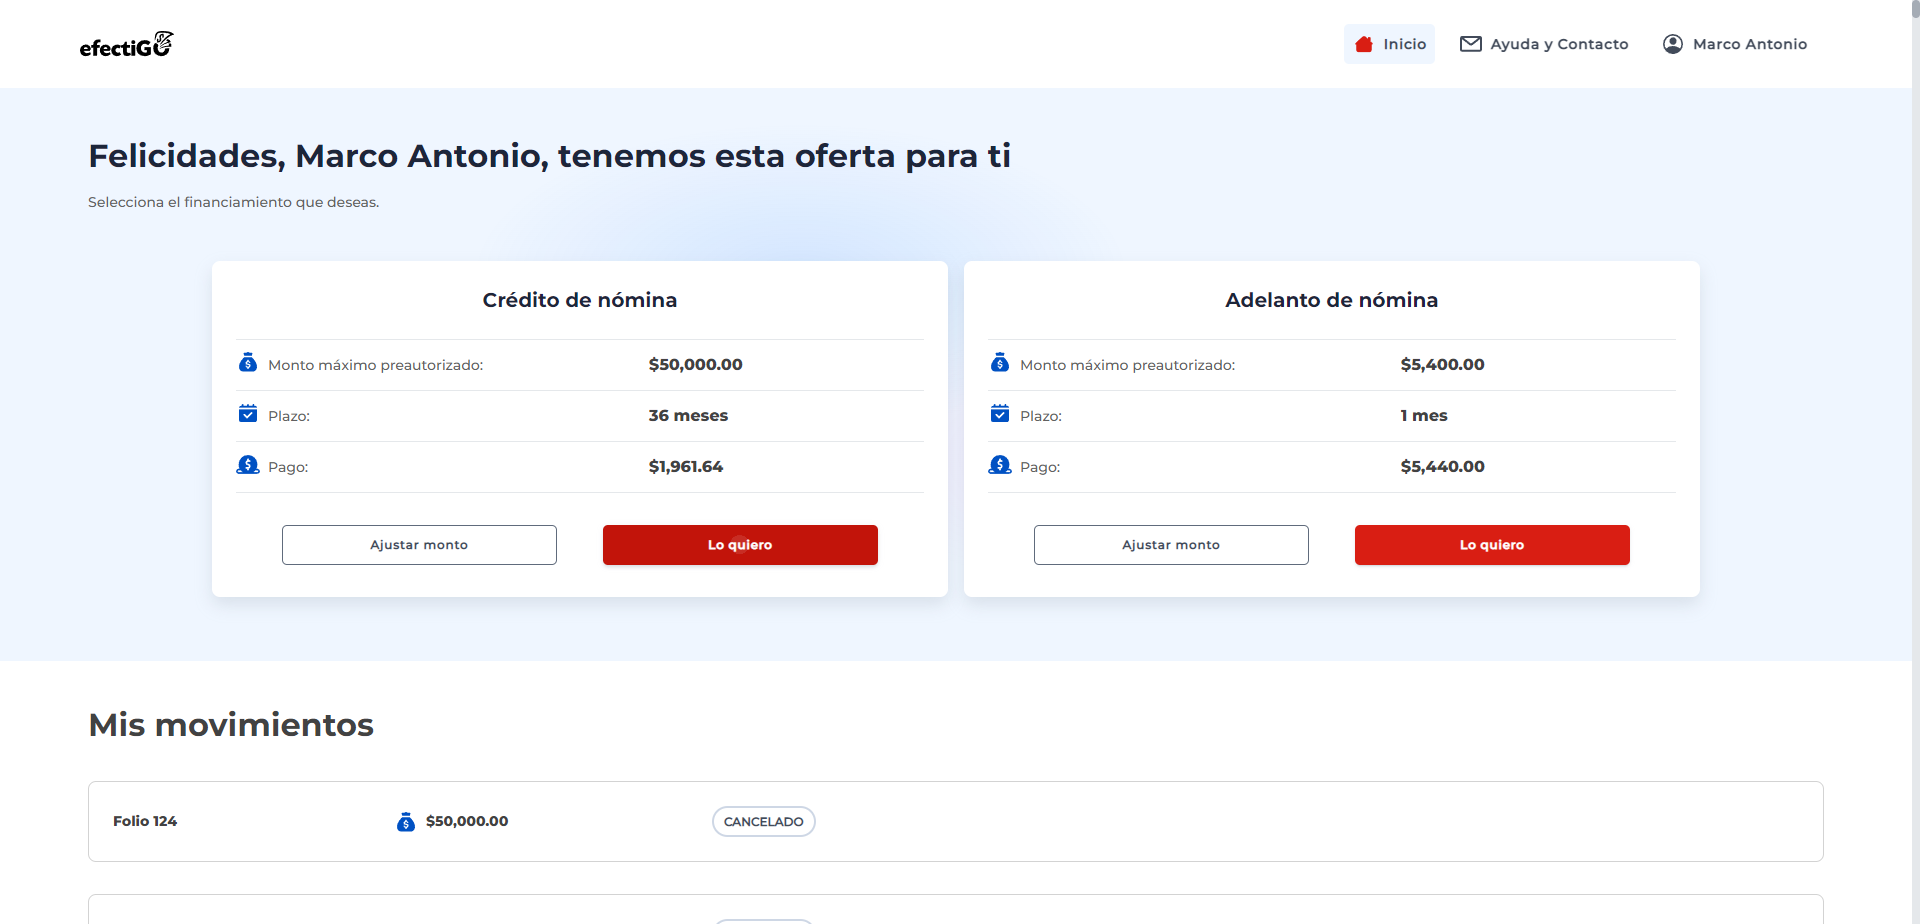 efectiGO
Inicio
Ayuda y Contacto
Marco Antonio
Felicidades, Marco Antonio, tenemos esta oferta para ti
Selecciona el financiamiento que deseas.
Crédito de nómina
Monto máximo preautorizado: $50,000.00
Plazo: 36 meses
Pago: $1,961.64
Ajustar monto
Lo quiero
Adelanto de nómina
Monto máximo preautorizado: $5,400.00
Plazo: 1 mes
Pago: $5,440.00
Ajustar monto
Lo quiero
Mis movimientos
Folio 124 $50,000.00 CANCELADO